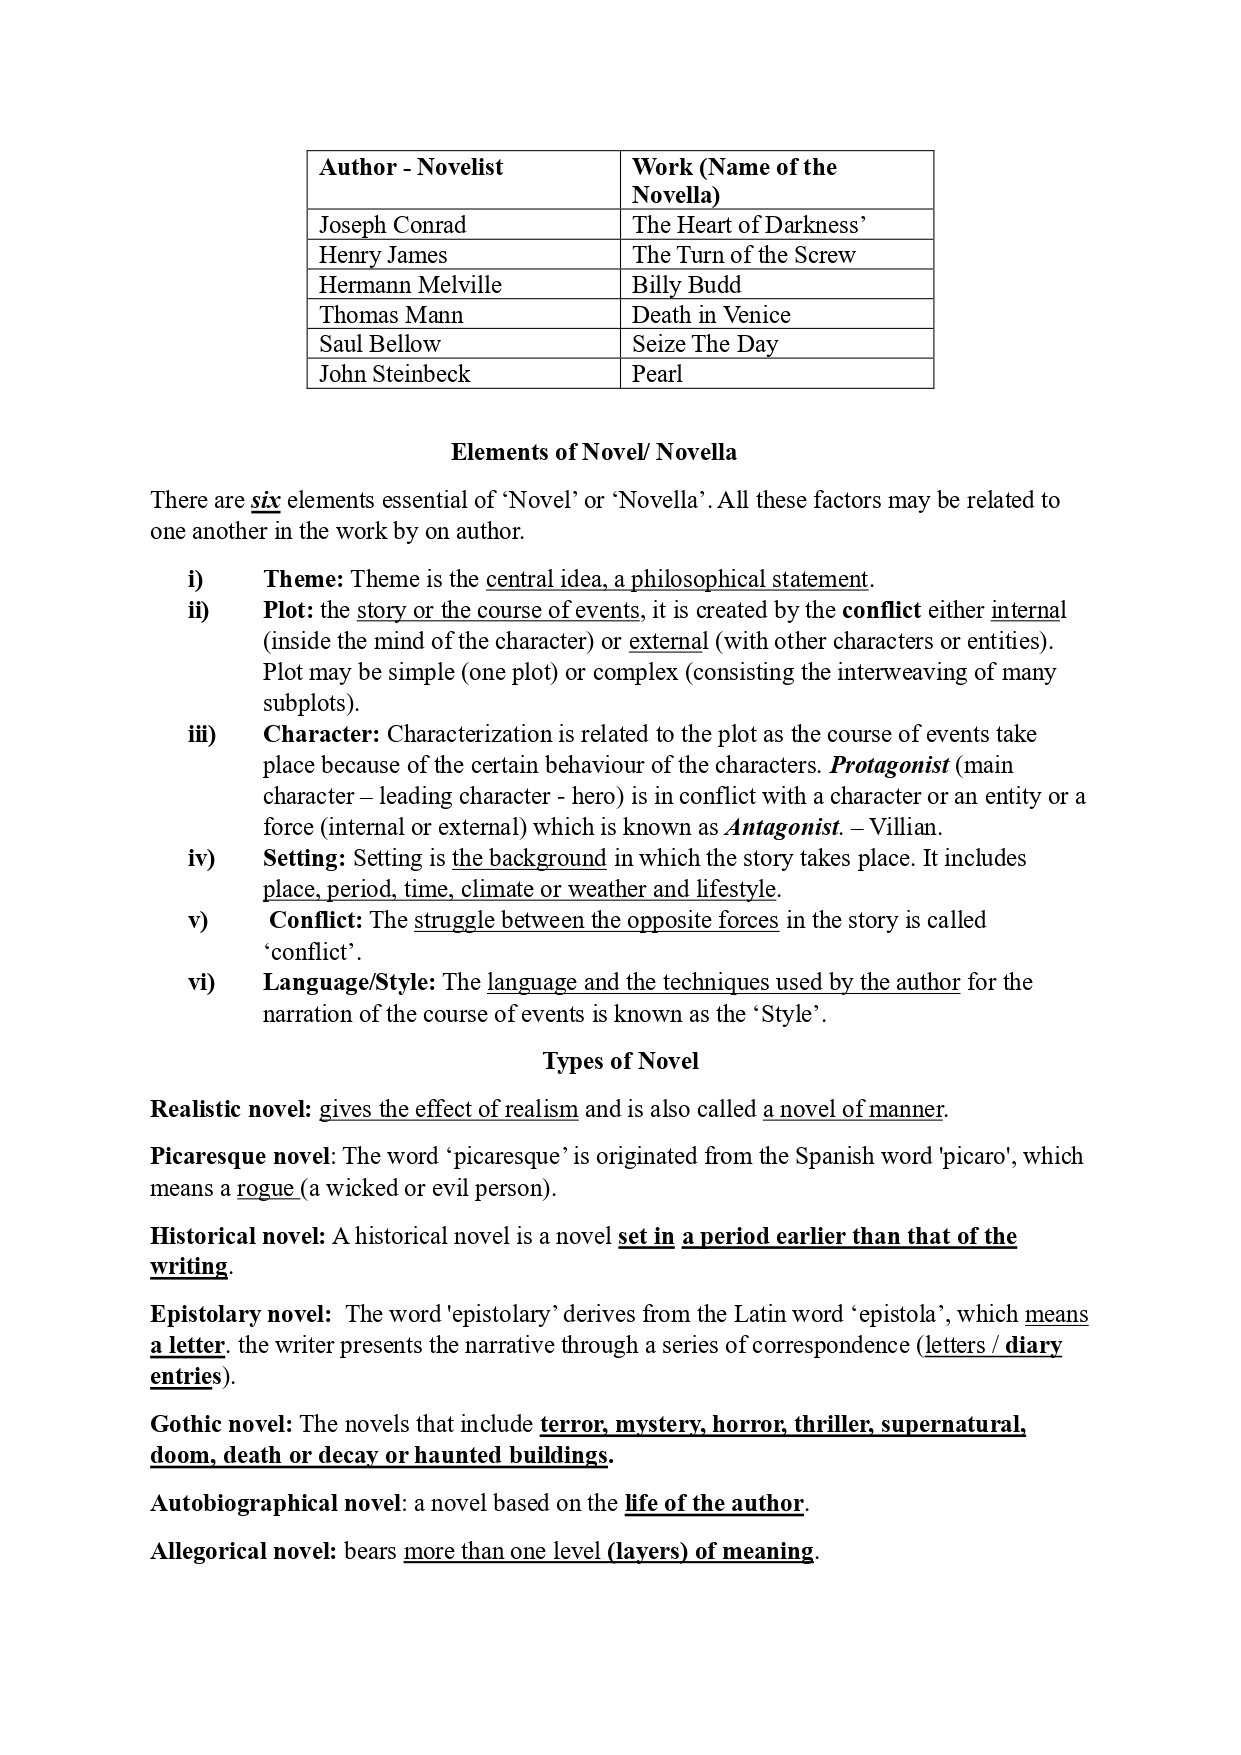 Author - Novelist
Work (Name of the
Novella)
Joseph Conrad
The Heart of Darkness’
Henry James
The Turn of the Screw
Hermann Melville
Billy Budd
Thomas Mann
Death in Venice
Saul Bellow
Seize The Day
John Steinbeck
Pearl
Elements of Novel/ Novella
There are six elements essential of ‘Novel’ or ‘Novella’. All these factors may be related to
one another in the work by on author.
i) Theme: Theme is the central idea, a philosophical statement.
ii) Plot: the story or the course of events, it is created by the conflict either internal
(inside the mind of the character) or external (with other characters or entities).
Plot may be simple (one plot) or complex (consisting the interweaving of many
subplots).
iii) Character: Characterization is related to the plot as the course of events take
place because of the certain behaviour of the characters. Protagonist (main
character – leading character - hero) is in conflict with a character or an entity or a
force (internal or external) which is known as Antagonist. – Villian.
iv) Setting: Setting is the background in which the story takes place. It includes
place, period, time, climate or weather and lifestyle.
v) Conflict: The struggle between the opposite forces in the story is called
‘conflict’.
vi) Language/Style: The language and the techniques used by the author for the
narration of the course of events is known as the ‘Style’.
Types of Novel
Realistic novel: gives the effect of realism and is also called a novel of manner.
Picaresque novel: The word ‘picaresque’ is originated from the Spanish word 'picaro', which
means a rogue (a wicked or evil person).
Historical novel: A historical novel is a novel set in a period earlier than that of the
writing.
Epistolary novel: The word 'epistolary’ derives from the Latin word ‘epistola’, which means
a letter. the writer presents the narrative through a series of correspondence (letters / diary
entries).
Gothic novel: The novels that include terror, mystery, horror, thriller, supernatural,
doom, death or decay or haunted buildings.
Autobiographical novel: a novel based on the life of the author.
Allegorical novel: bears more than one level (layers) of meaning.